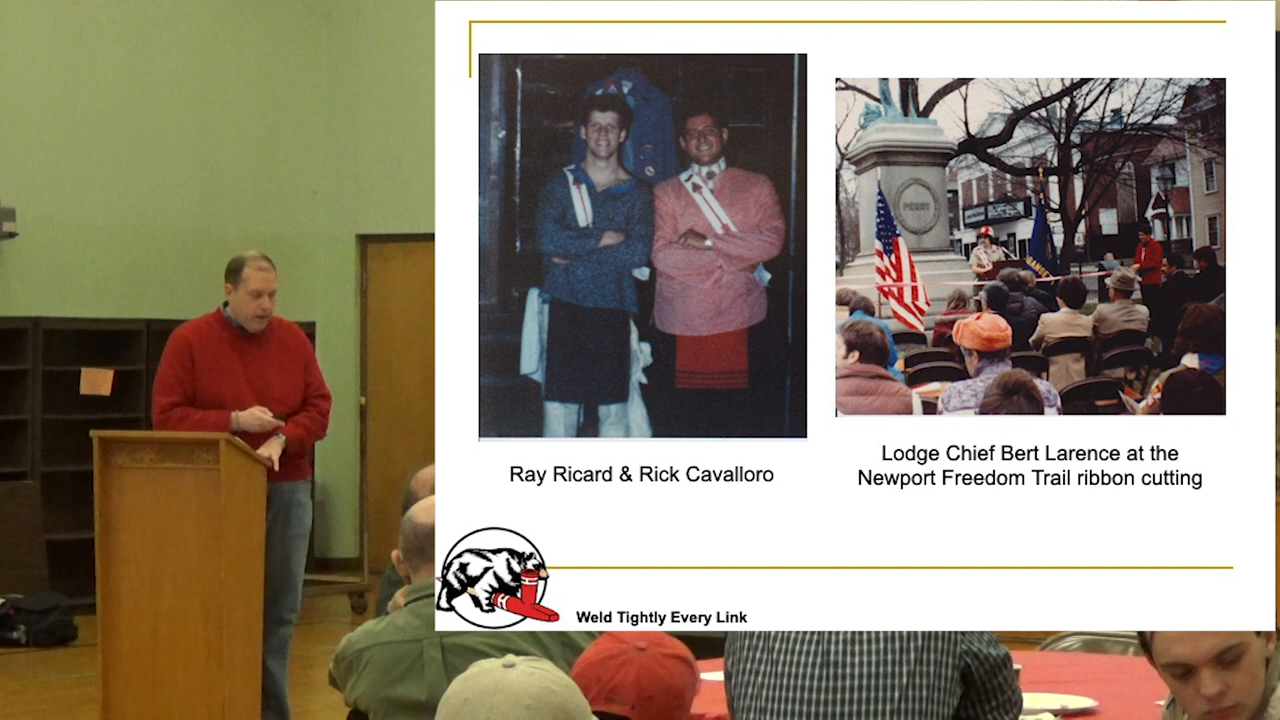 PERRY
Ray Ricard & Rick Cavalloro
Lodge Chief Bert Larence at the
Newport Freedom Trail ribbon cutting
Weld Tightly Every Link